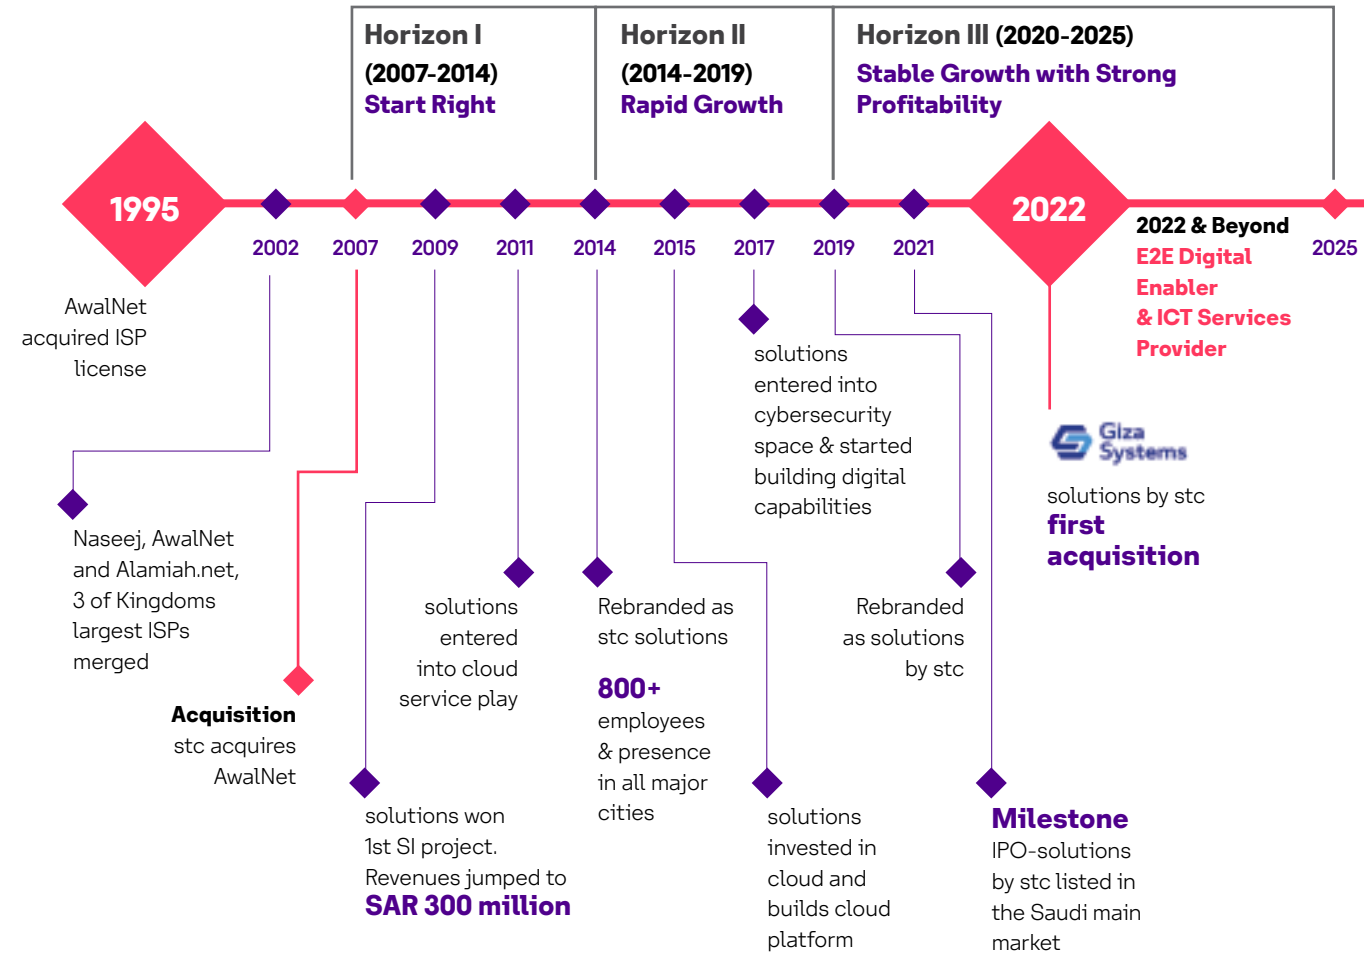 Horizon I
(2007-2014)
Start Right
Horizon II
(2014-2019)
Rapid Growth
Horizon III (2020-2025)
Stable Growth with Strong
Profitability
1995
2002
2007
2009
2011
2014
2015
2017
2019
2021
2022
2025
2022 & Beyond
E2E Digital
Enabler
& ICT Services
Provider
AwalNet
acquired ISP
license
Naseej, AwalNet
and Alamiah.net,
3 of Kingdoms
largest ISPs
merged
Acquisition
stc acquires
AwalNet
solutions won
1st SI project.
Revenues jumped to
SAR 300 million
solutions
entered
into cloud
service play
Rebranded as
stc solutions
800+
employees
& presence
in all major
cities
solutions
invested in
cloud and
builds cloud
platform
solutions
entered into
cybersecurity
space & started
building digital
capabilities
Rebranded
as solutions
by stc
Milestone
IPO-solutions
by stc listed in
the Saudi main
market
Giza
Systems
solutions by stc
first
acquisition